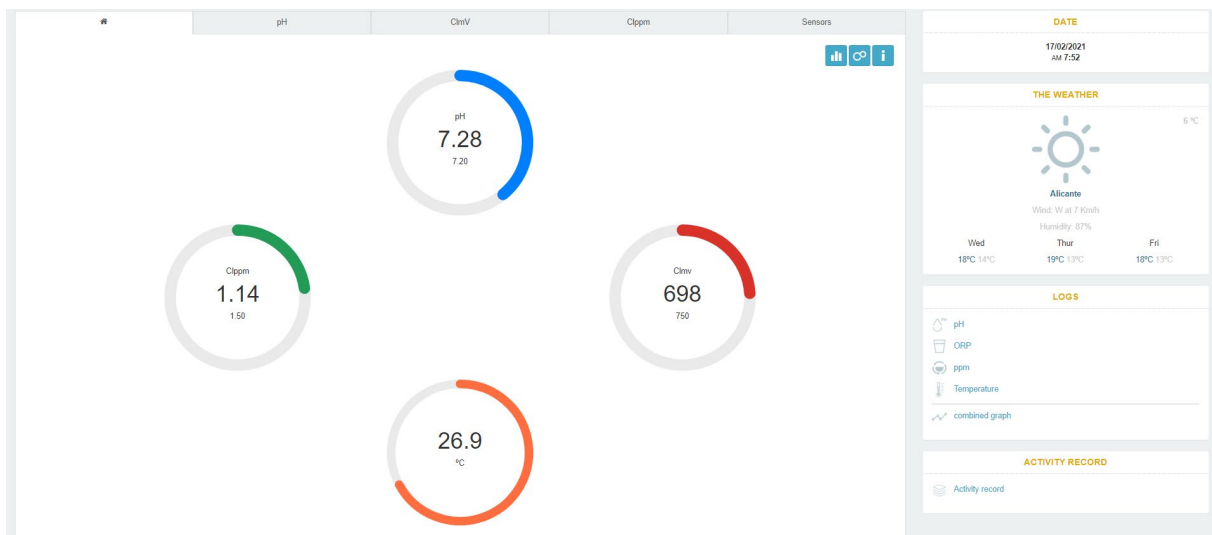 pH ClmV Clppm Sensors
pH
7.28
7.20
Clppm
1.14
1.50
Clmv
698
750
26.9
ºC
DATE
17/02/2021
AM 7:52
THE WEATHER
6 ºC
Alicante
Wind: W at 7 Km/h
Humidity: 87%
Wed Thur Fri
18ºC 14ºC 19ºC 13ºC 18ºC 13ºC
LOGS
pH
ORP
ppm
Temperature
combined graph
ACTIVITY RECORD
Activity record